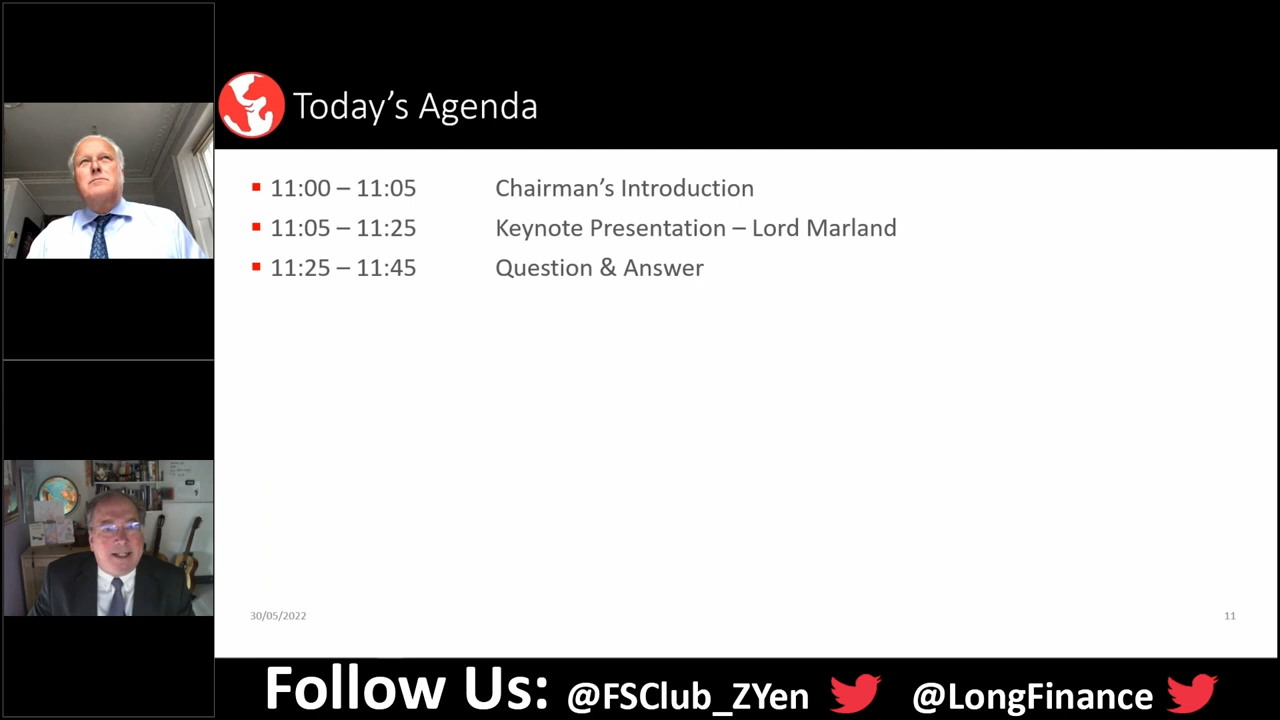 Today's Agenda
11:00 – 11:05 Chairman's Introduction
11:05 – 11:25 Keynote Presentation – Lord Marland
11:25 – 11:45 Question & Answer
30/05/2022 11
Follow Us: @FSClub_ZYen @LongFinance